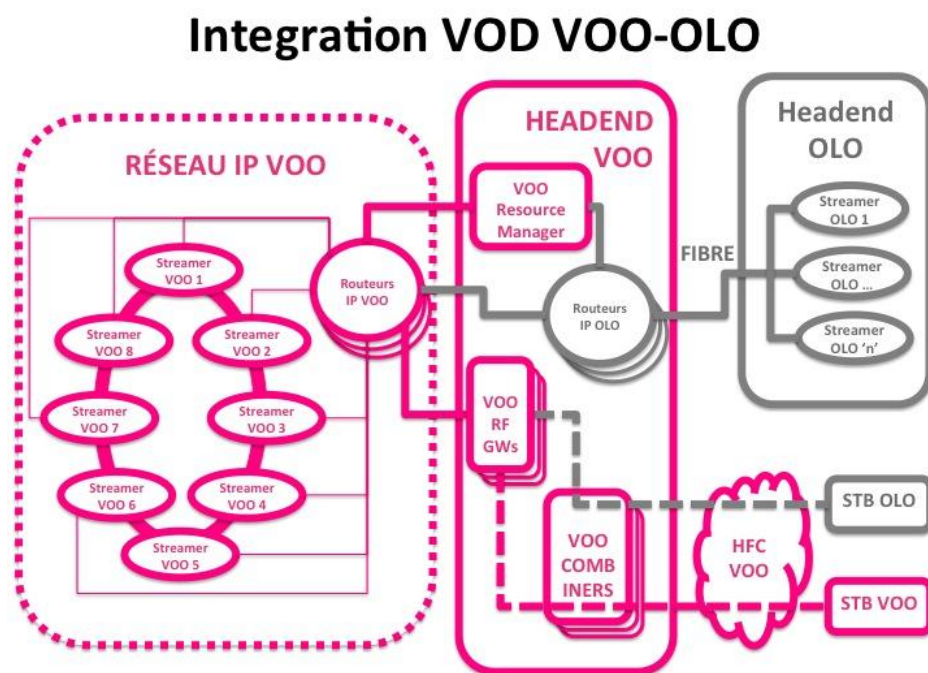 Integration VOD VOO-OLO
RÉSEAU IP VOO
Streamer
VOO 1
Streamer
VOO 8
Streamer
VOO 2
Streamer
VOO 7
Streamer
VOO 3
Streamer
VOO 6
Streamer
VOO 4
Streamer
VOO 5
Routeurs
IP VOO
HEADEND
VOO
VOO
Resource
Manager
Routeurs
IP OLO
VOO
RF
GWs
VOO
COMB
INERS
FIBRE
Headend
OLO
Streamer
OLO 1
Streamer
OLO ...
Streamer
OLO ‘n’
HFC
VOO
STB OLO
STB VOO